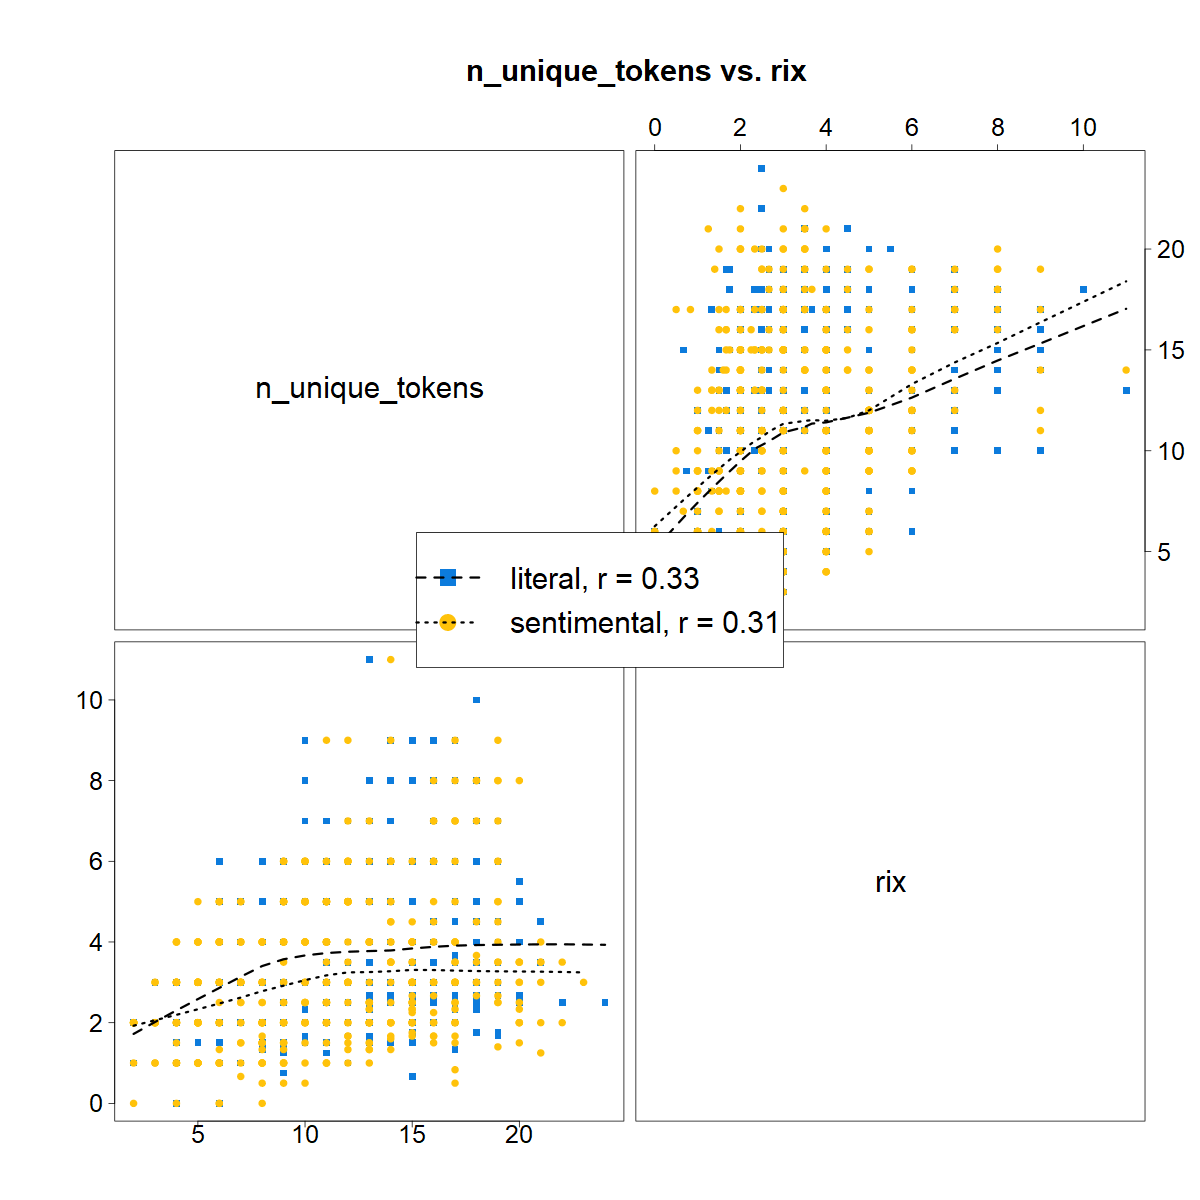 n_unique_tokens vs. rix
0 2 4 6 8 10
n_unique_tokens
20
15
10
5
literal, r = 0.33
sentimental, r = 0.31
10
8
6
4
2
0
rix
5 10 15 20